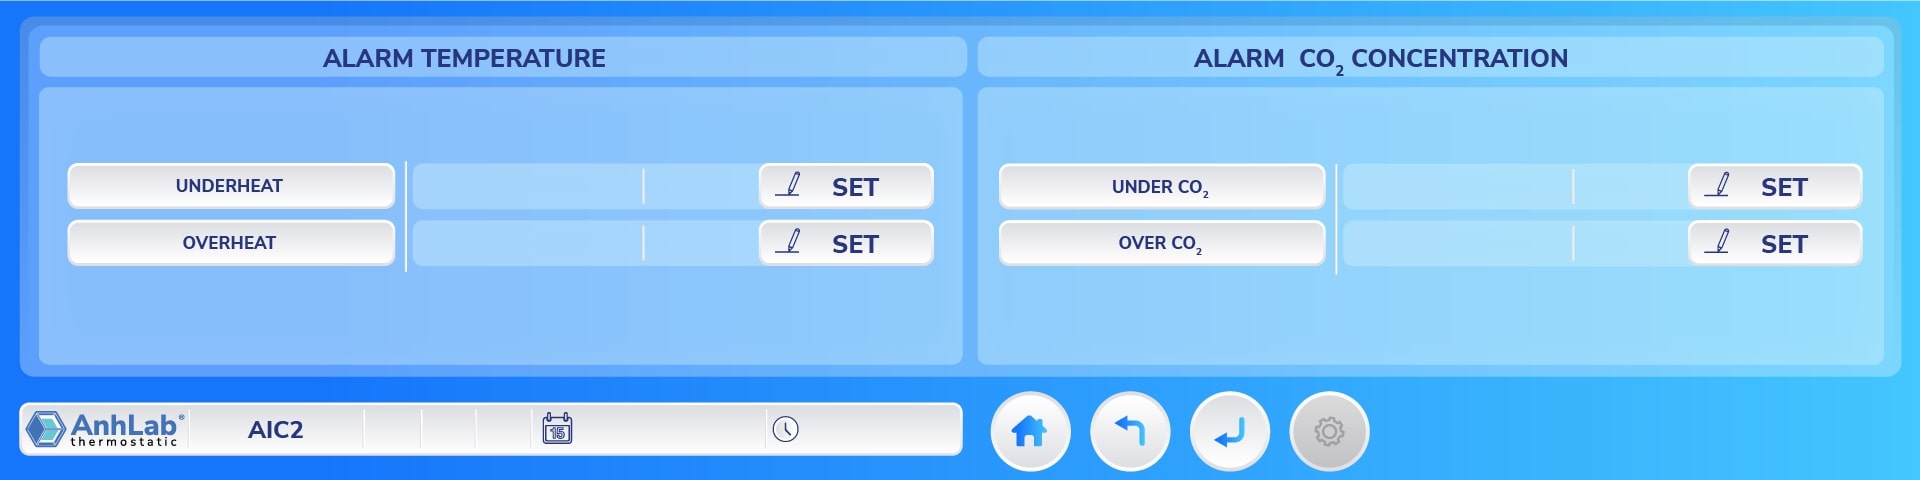 ALARM TEMPERATURE
UNDERHEAT
SET
OVERHEAT
SET
ALARM CO₂ CONCENTRATION
UNDER CO₂
SET
OVER CO₂
SET
AnhLab®
thermostatic
AIC2
15